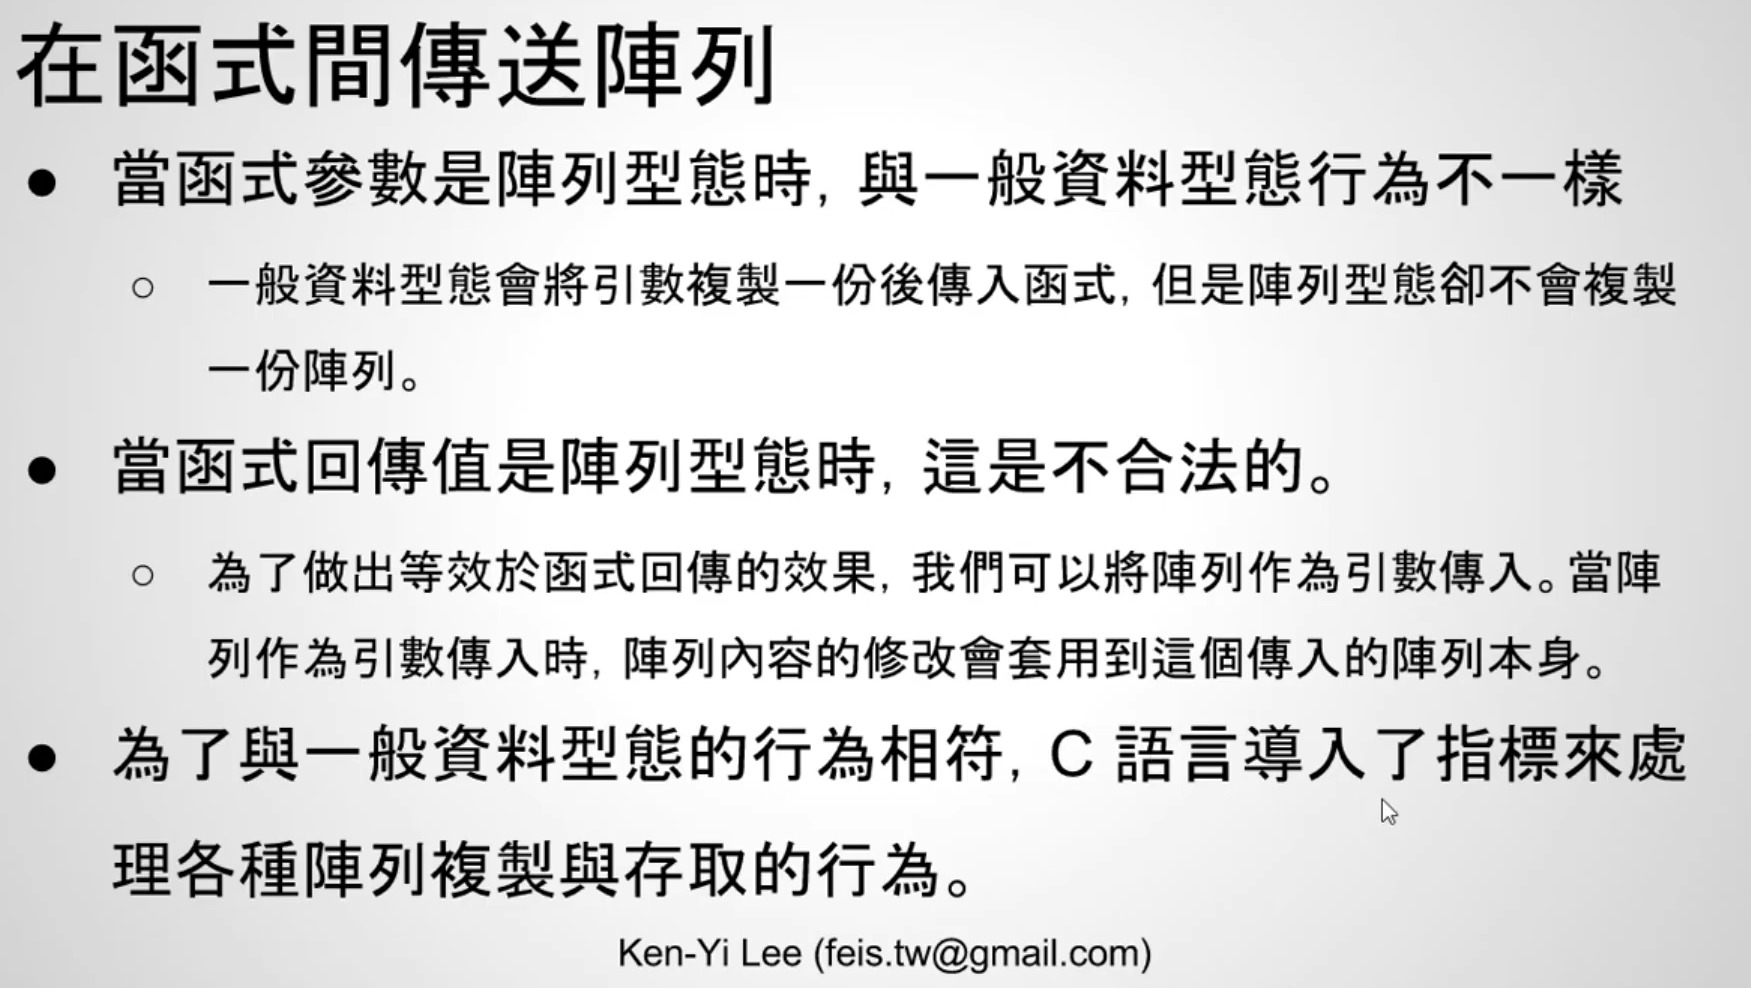 在函式間傳送陣列
● 當函式參數是陣列型態時, 與一般資料型態行為不一樣
○ 一般資料型態會將引數複製一份後傳入函式, 但是陣列型態卻不會複製
一份陣列。
● 當函式回傳值是陣列型態時, 這是不合法的。
○ 為了做出等效於函式回傳的效果, 我們可以將陣列作為引數傳入。當陣
列作為引數傳入時, 陣列內容的修改會套用到這個傳入的陣列本身。
● 為了與一般資料型態的行為相符, C 語言導入了指標來處
理各種陣列複製與存取的行為。
Ken-Yi Lee (feis.tw@gmail.com)